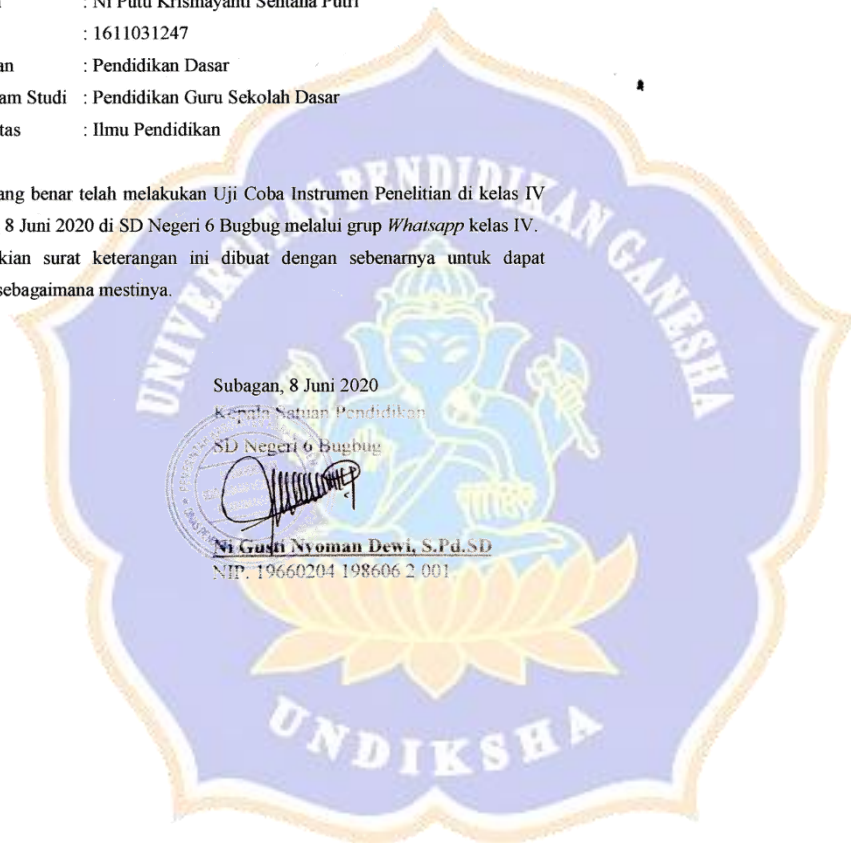 : Ni Putu Krismayanti Sentana Putri
: 1611031247
an : Pendidikan Dasar
am Studi : Pendidikan Guru Sekolah Dasar
tas : Ilmu Pendidikan
ang benar telah melakukan Uji Coba Instrumen Penelitian di kelas IV
8 Juni 2020 di SD Negeri 6 Bugbug melalui grup Whatsapp kelas IV.
kian surat keterangan ini dibuat dengan sebenarnya untuk dapat
sebagaimana mestinya.
Subagan, 8 Juni 2020
Kepala Satuan Pendidikan
SD Negeri 6 Bugbug
Ni Gusti Nyoman Dewi, S.Pd.SD
NIP. 19660204 198606 2 001
UNIVERSITAS PENDIDIKAN GANESHA
UNDIKSHA